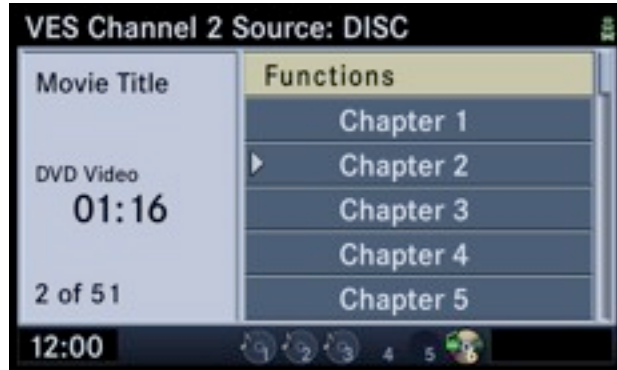 VES Channel 2 Source: DISC
Movie Title
DVD Video
01:16
2 of 51
Functions
Chapter 1
Chapter 2
Chapter 3
Chapter 4
Chapter 5
12:00
1 2 3 4 5 6